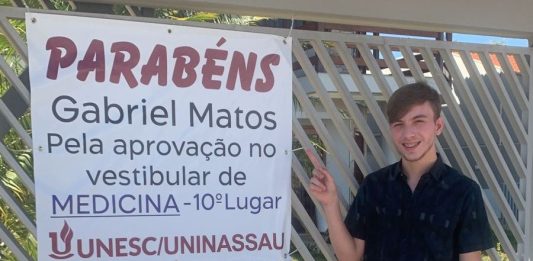 PARABÉNS
Gabriel Matos
Pela aprovação no
vestibular de
MEDICINA - 10º Lugar
UNESC/UNINASSAU